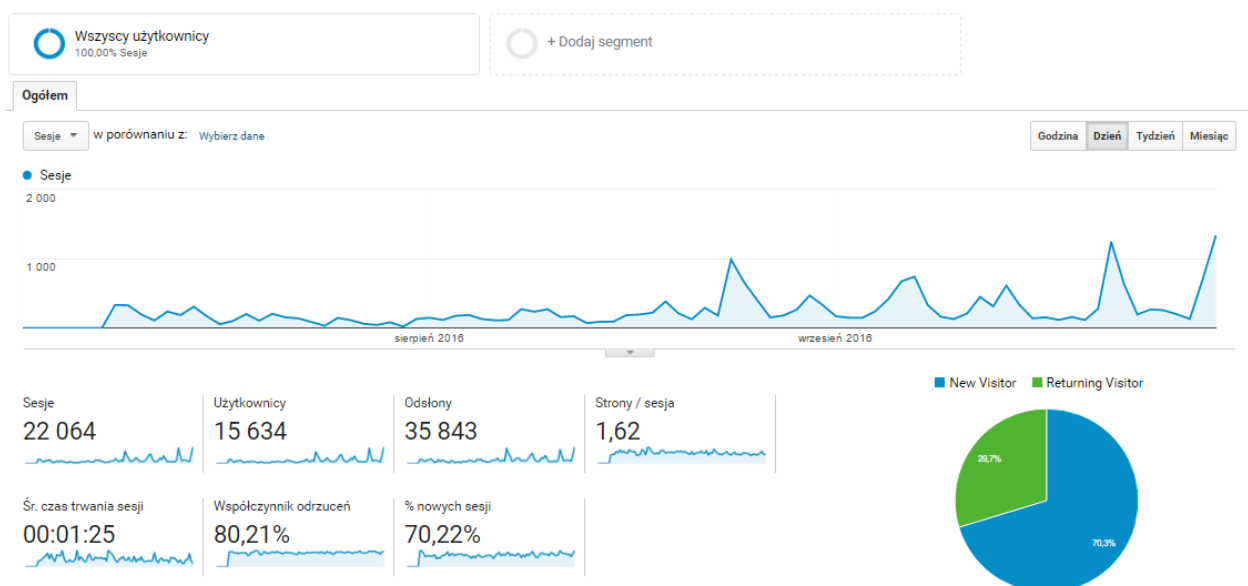 Wszyscy użytkownicy
100,00% Sesje
+ Dodaj segment
Ogółem
Sesje w porównaniu z: Wybierz dane
Godzina Dzień Tydzień Miesiąc
Sesje
2 000
1 000
sierpień 2016 wrzesień 2016
New Visitor Returning Visitor
Sesje Użytkownicy Odsłony Strony / sesja
22 064 15 634 35 843 1,62
29,7%
Śr. czas trwania sesji Współczynnik odrzuceń % nowych sesji
00:01:25 80,21% 70,22%
70,3%